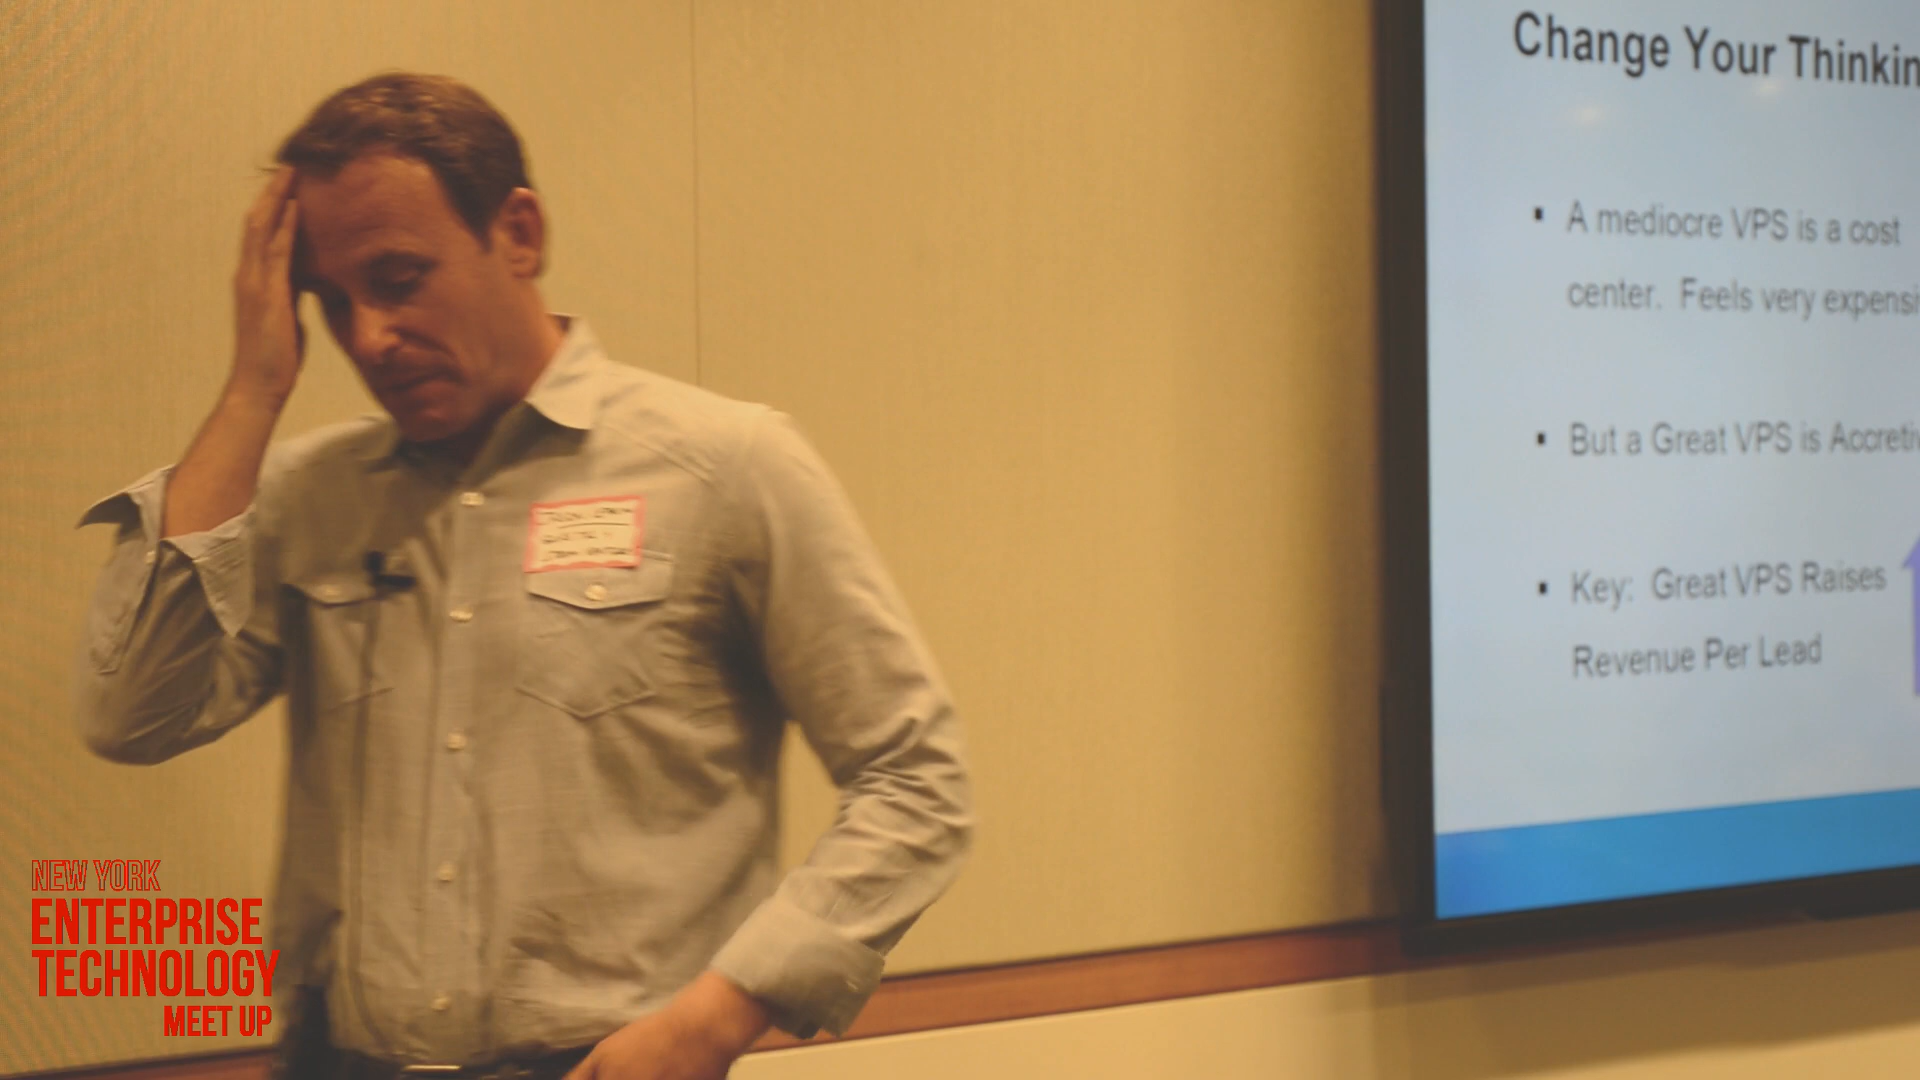 Change Your Thinkin
▪ A mediocre VPS is a cost
center. Feels very expensi
▪ But a Great VPS is Accretiv
▪ Key: Great VPS Raises
Revenue Per Lead
NEW YORK
ENTERPRISE
TECHNOLOGY
MEET UP